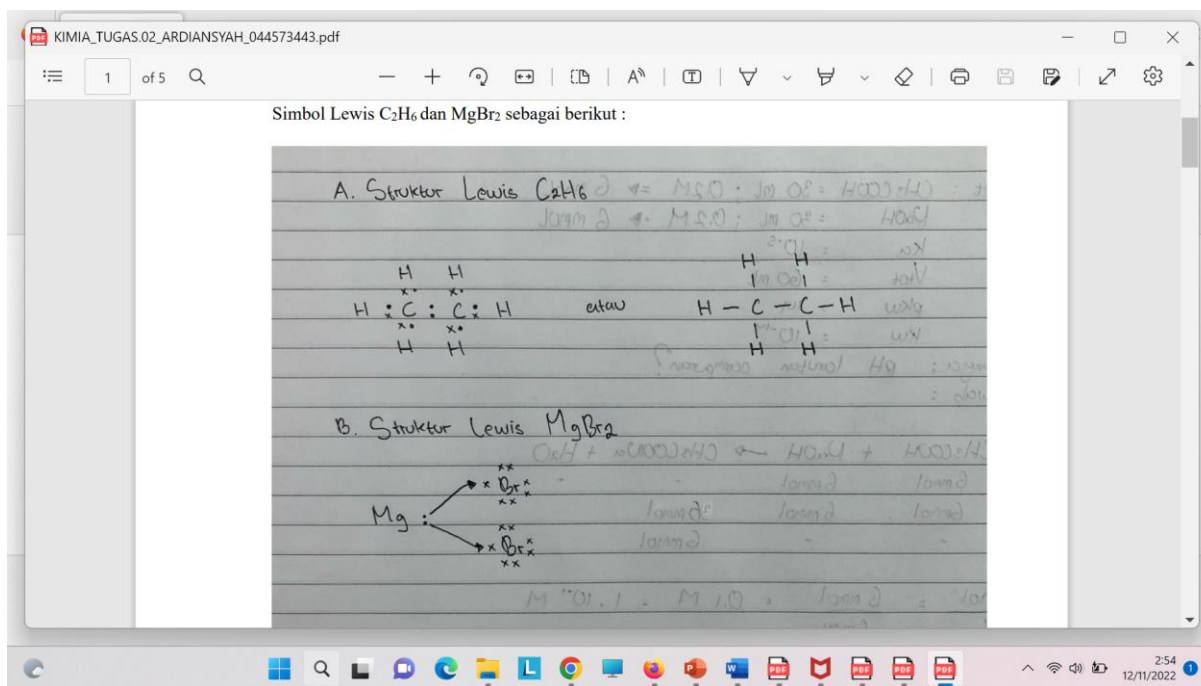 KIMIA_TUGAS.02_ARDIANSYAH_044573443.pdf
1 of 5
Simbol Lewis C₂H₆ dan MgBr₂ sebagai berikut :
A. Struktur Lewis C2H6
H H
H : C : C : H
H H
atau
H H
H - C - C - H
H H
B. Struktur Lewis MgBr2
Br
Mg :
Br
2:54
12/11/2022
1